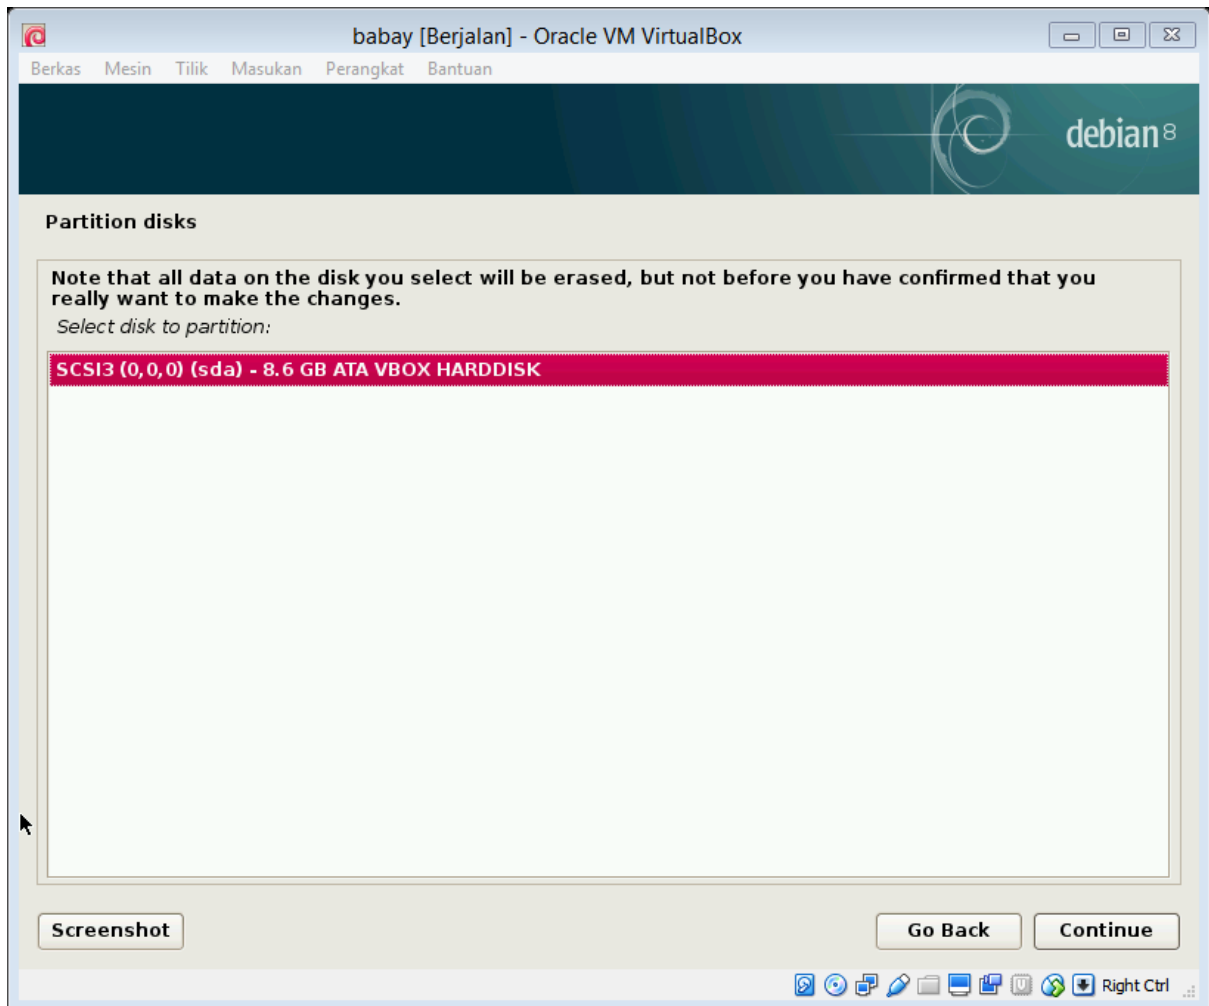 babay [Berjalan] - Oracle VM VirtualBox
Berkas Mesin Tilik Masukan Perangkat Bantuan
debian 8
Partition disks
Note that all data on the disk you select will be erased, but not before you have confirmed that you
really want to make the changes.
Select disk to partition:
SCSI3 (0,0,0) (sda) - 8.6 GB ATA VBOX HARDDISK
Screenshot Go Back Continue
Right Ctrl